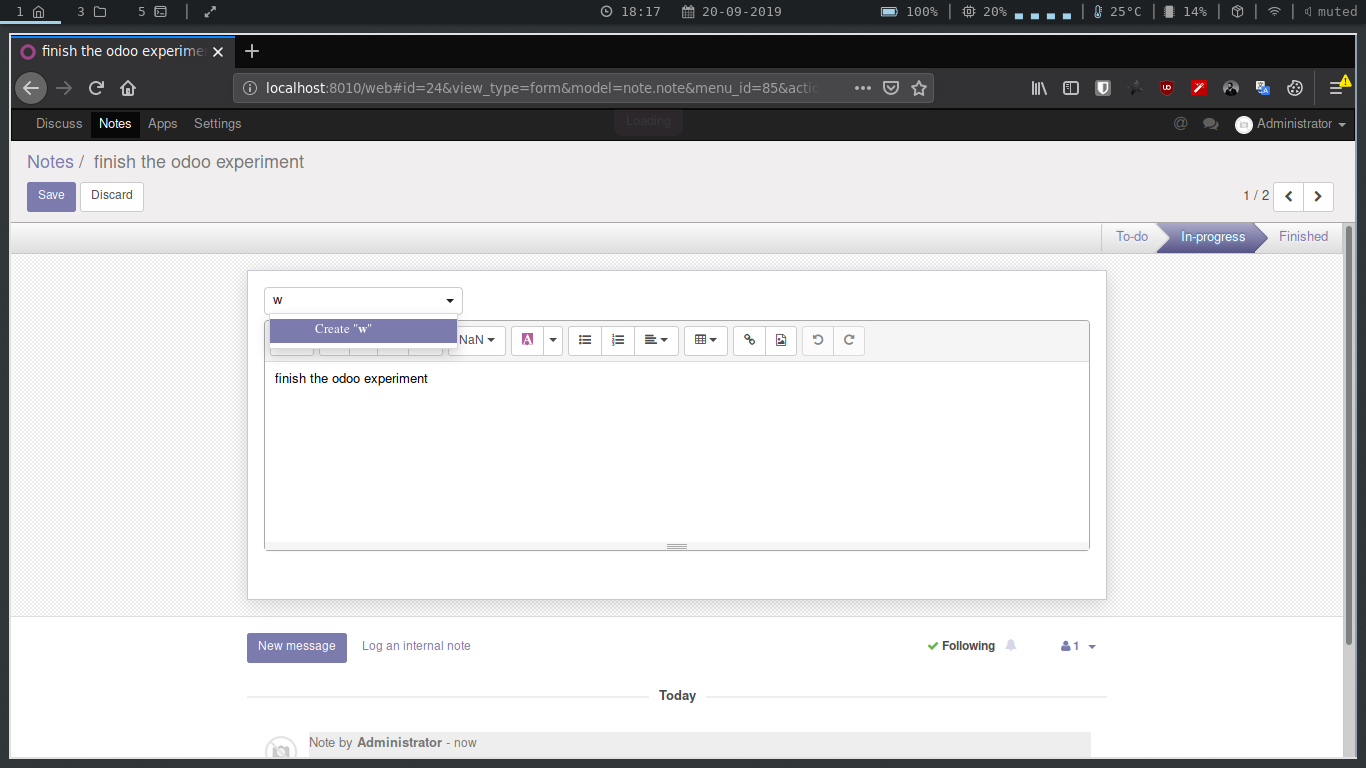 1 3 5 18:17 20-09-2019 100% 20% 25°C 14% muted
finish the odoo experime
localhost:8010/web#id=24&view_type=form&model=note.note&menu_id=85&actic
Discuss Notes Apps Settings Loading @ Administrator
Notes / finish the odoo experiment
Save Discard 1 / 2
To-do In-progress Finished
w
Create "w"
NaN A
finish the odoo experiment
New message Log an internal note Following 1
Today
Note by Administrator - now